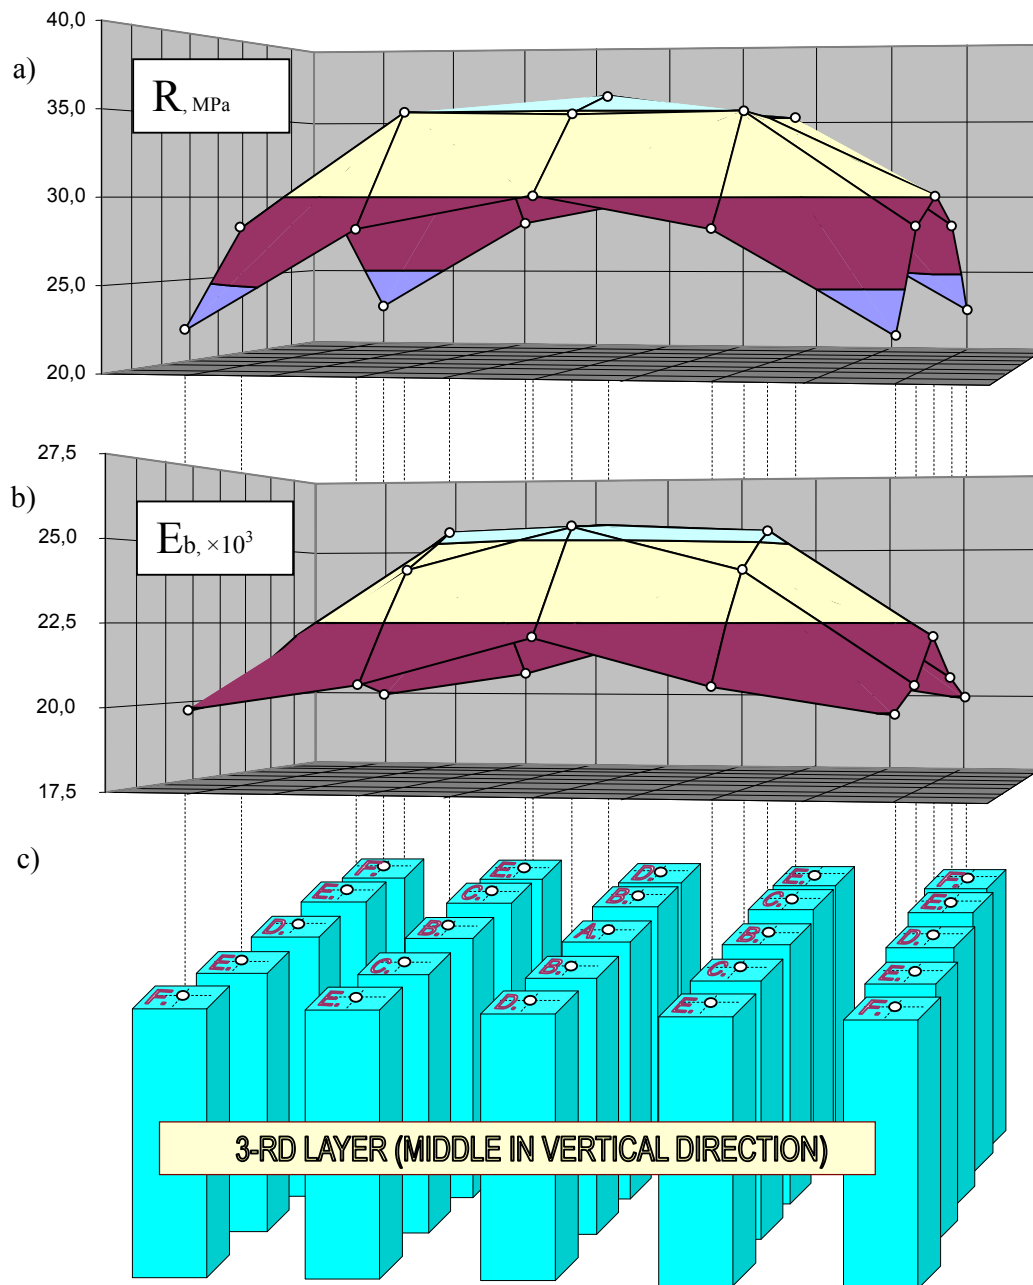 40,0
a)
R, MPa
35,0
30,0
25,0
20,0
27,5
b)
Eb, ×10³
25,0
22,5
20,0
17,5
c)
F. E. D. E. F.
E. C. B. C. E.
D. B. A. B. D.
E. C. B. C. E.
F. E. D. E. F.
3-RD LAYER (MIDDLE IN VERTICAL DIRECTION)